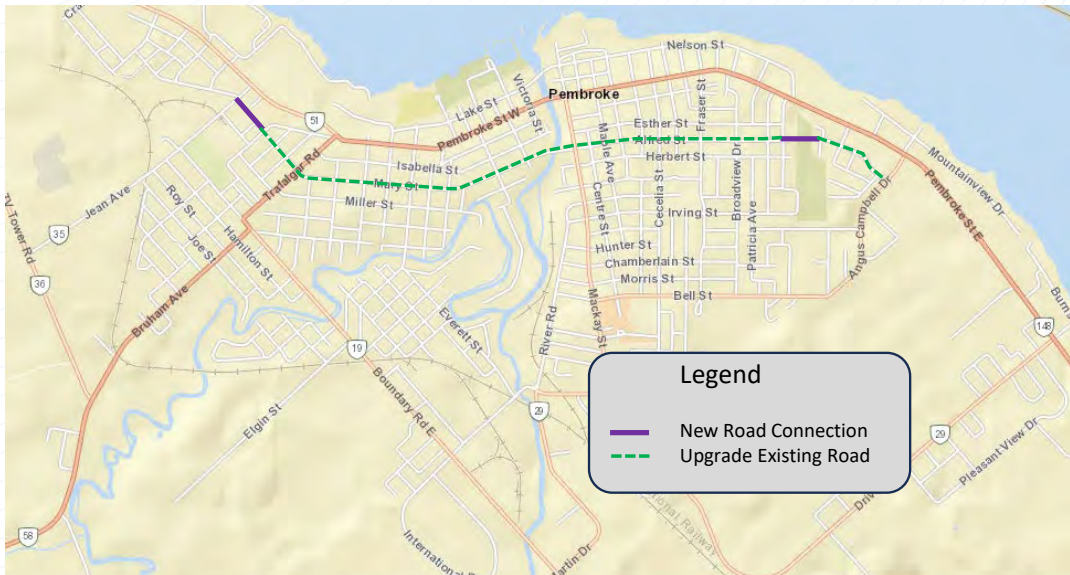 Cra
Nelson St
Victoria St
Pembroke
Lake St
51
Fraser St
Esther St
Pembroke St W
Maple Ave
Alfred St
Isabella St
Herbert St
Trafalgar Rd
Mary St
Mountainview Dr
Jean Ave
Roy St
Miller St
Centre St
Cecelia St
Broadview Dr
Irving St
Patricia Ave
Pembroke St E
Angus Campbell Dr
35
TV Tower Rd
Joe St
Hamilton St
Hunter St
Chamberlain St
Morris St
36
Bell St
Mackay St
Bruham Ave
Everett St
River Rd
148
Burns
19
Boundary Rd E
Legend
New Road Connection
Upgrade Existing Road
29
Elgin St
29
Pleasant View Dr
Driv
ional Railway
58
International
Martin Dr